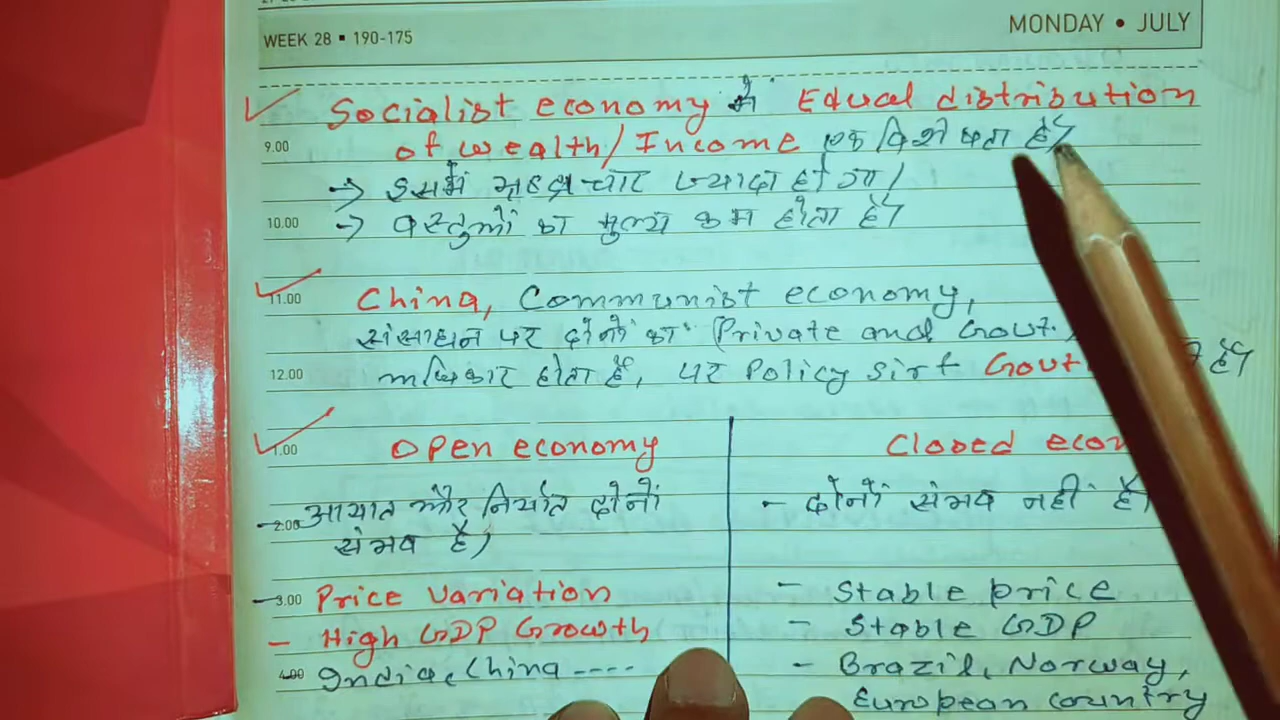 WEEK 28 ▪ 190-175
MONDAY • JULY
Socialist economy में Equal distribution
9.00
of wealth/Income एक विशेषता है।
→ इसमें भ्रष्टाचार ज्यादा होगा।
10.00
→ वस्तुओं का मुल्य कम होता है।
11.00
China, Communist economy,
संसाधन पर दोनों का (Private and Govt.
12.00
अधिकार होता है, पर Policy sirf Govt
है।
1.00
Open economy
Closed econ
2.00
आयात और निर्यात दोनों
संभव है।
- दोनों संभव नहीं है।
3.00
Price Variation
- Stable price
- High GDP Growth
- Stable GDP
4.00
India, China ----
- Brazil, Norway,
European country